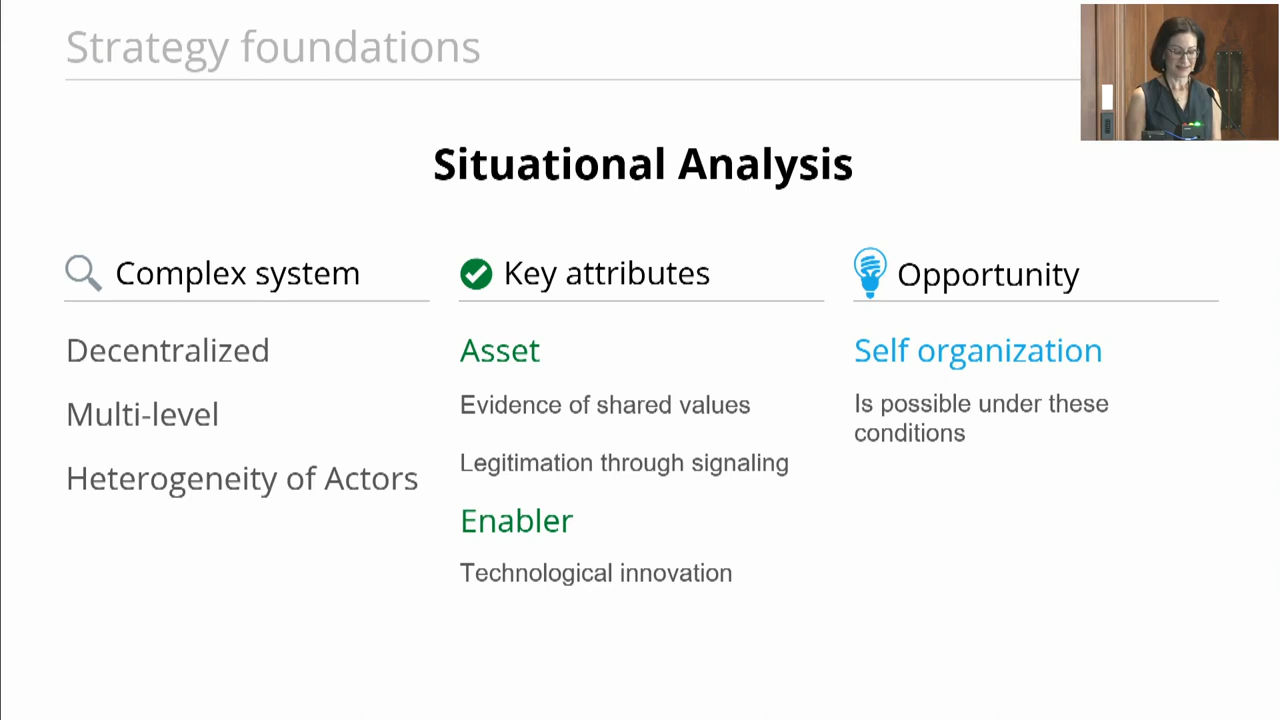 Strategy foundations
Situational Analysis
Complex system
Decentralized
Multi-level
Heterogeneity of Actors
Key attributes
Asset
Evidence of shared values
Legitimation through signaling
Enabler
Technological innovation
Opportunity
Self organization
Is possible under these
conditions